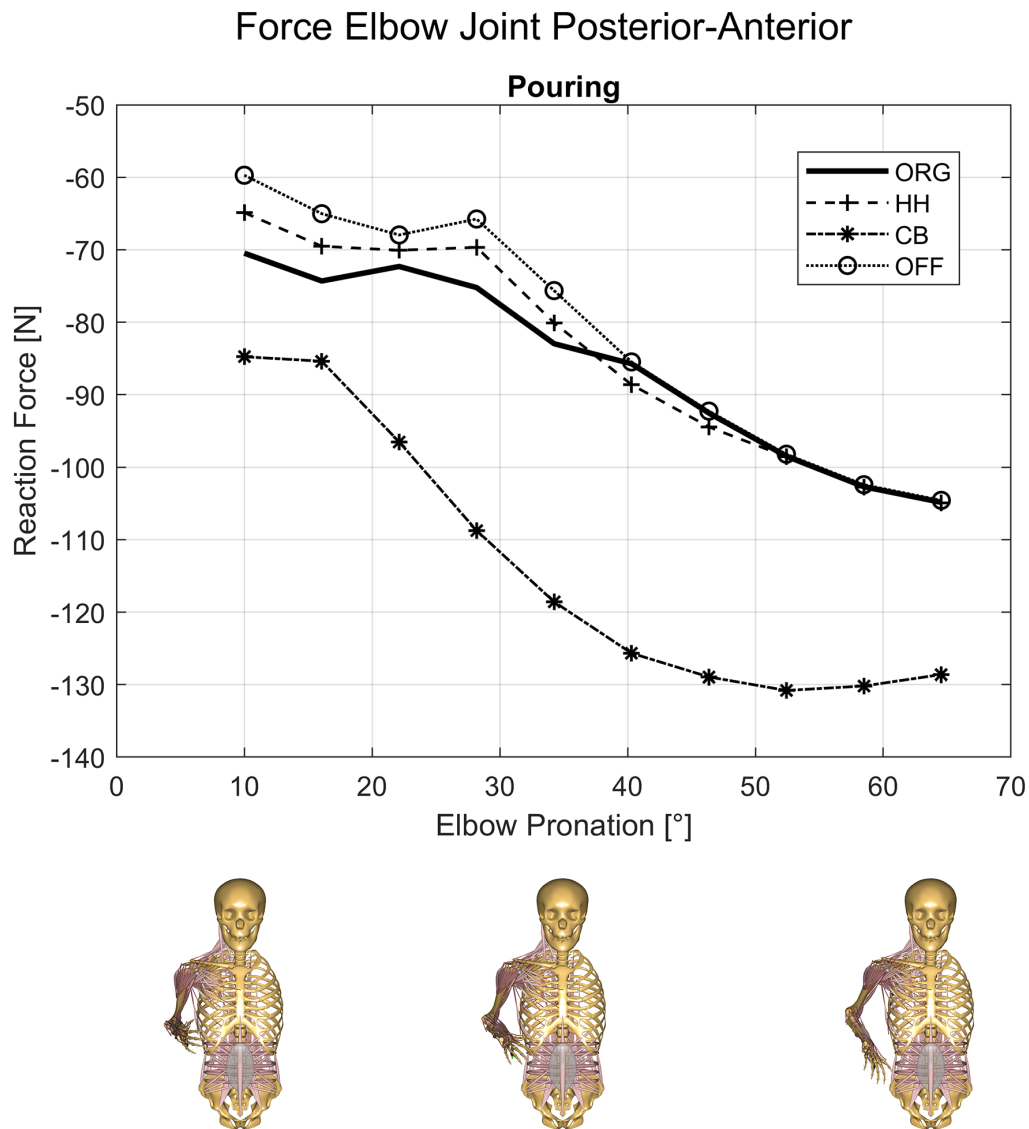 Force Elbow Joint Posterior-Anterior
Pouring
Reaction Force [N]
-50
-60
-70
-80
-90
-100
-110
-120
-130
-140
ORG
HH
CB
OFF
0 10 20 30 40 50 60 70
Elbow Pronation [°]